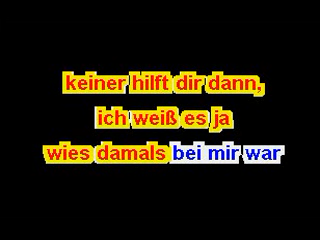 keiner hilft dir dann,
ich weiß es ja
wies damals bei mir war